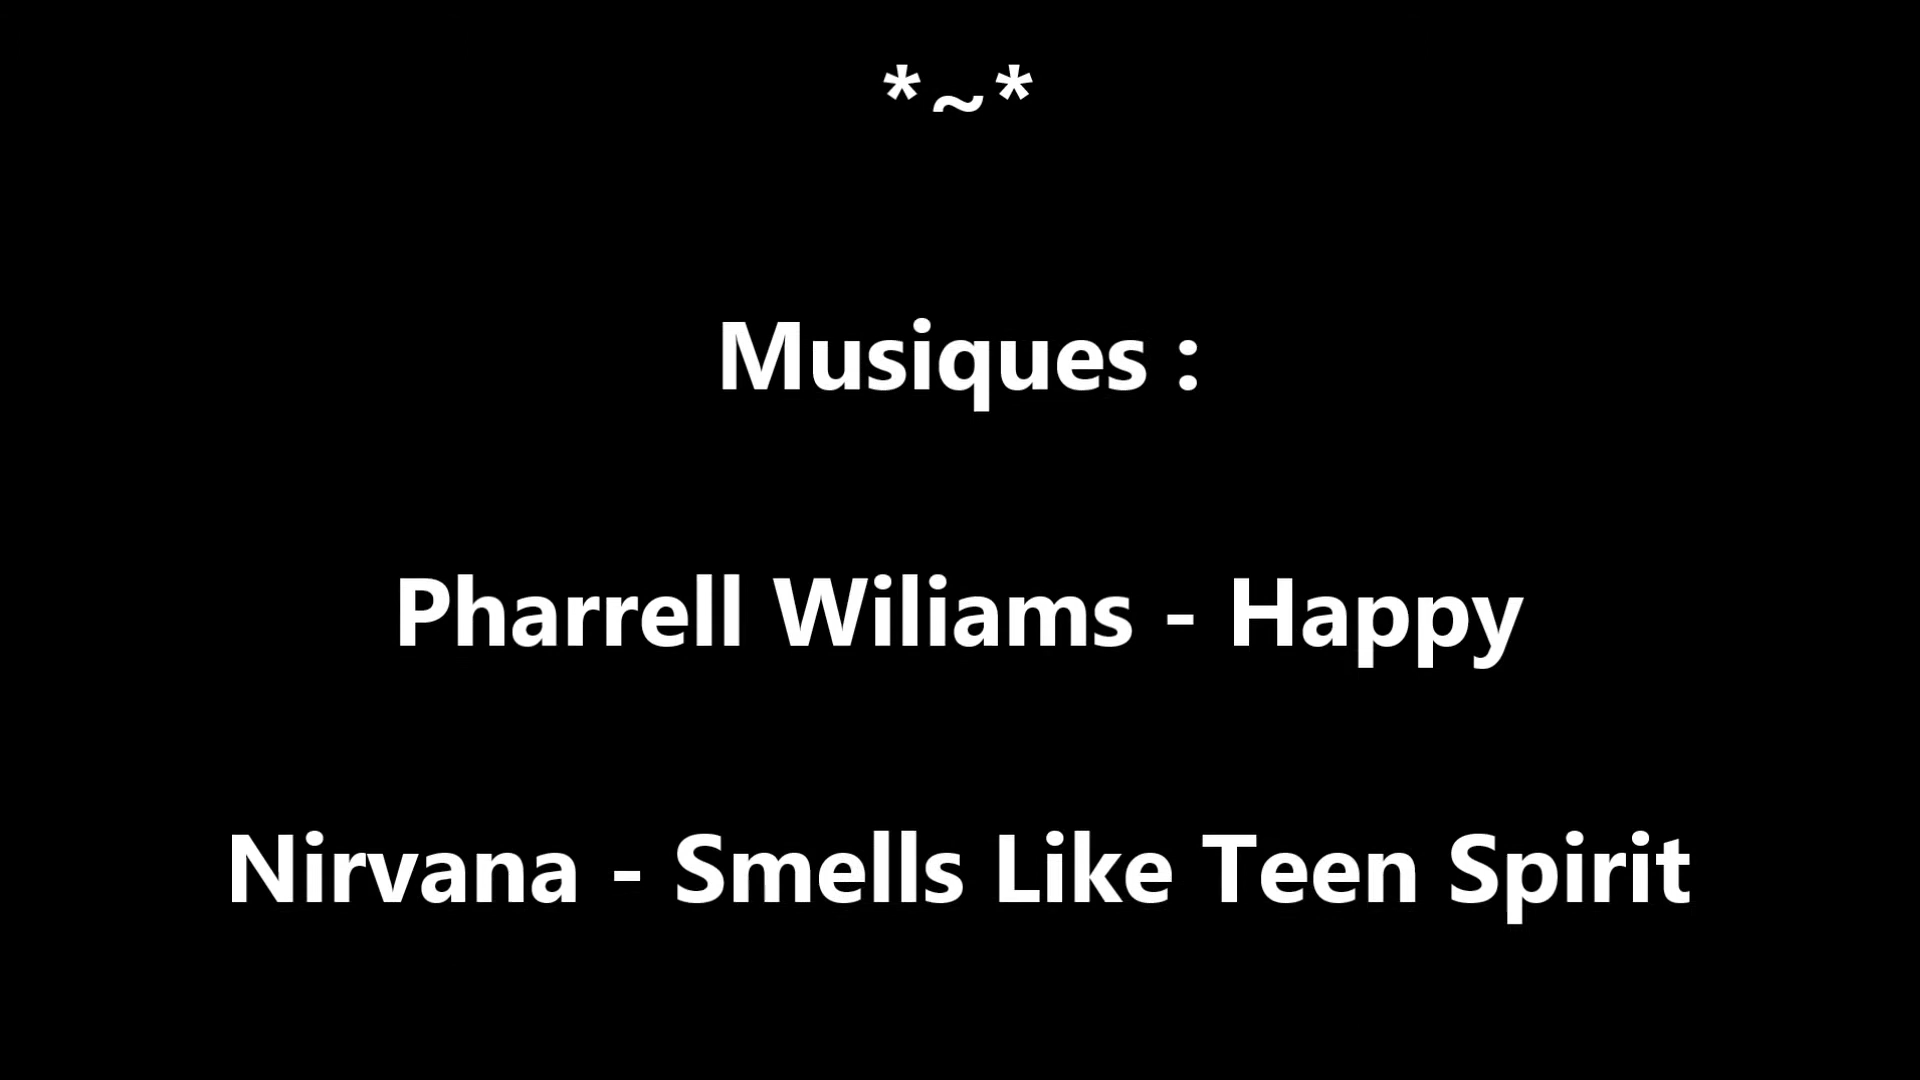 *~*
Musiques :
Pharrell Wiliams - Happy
Nirvana - Smells Like Teen Spirit